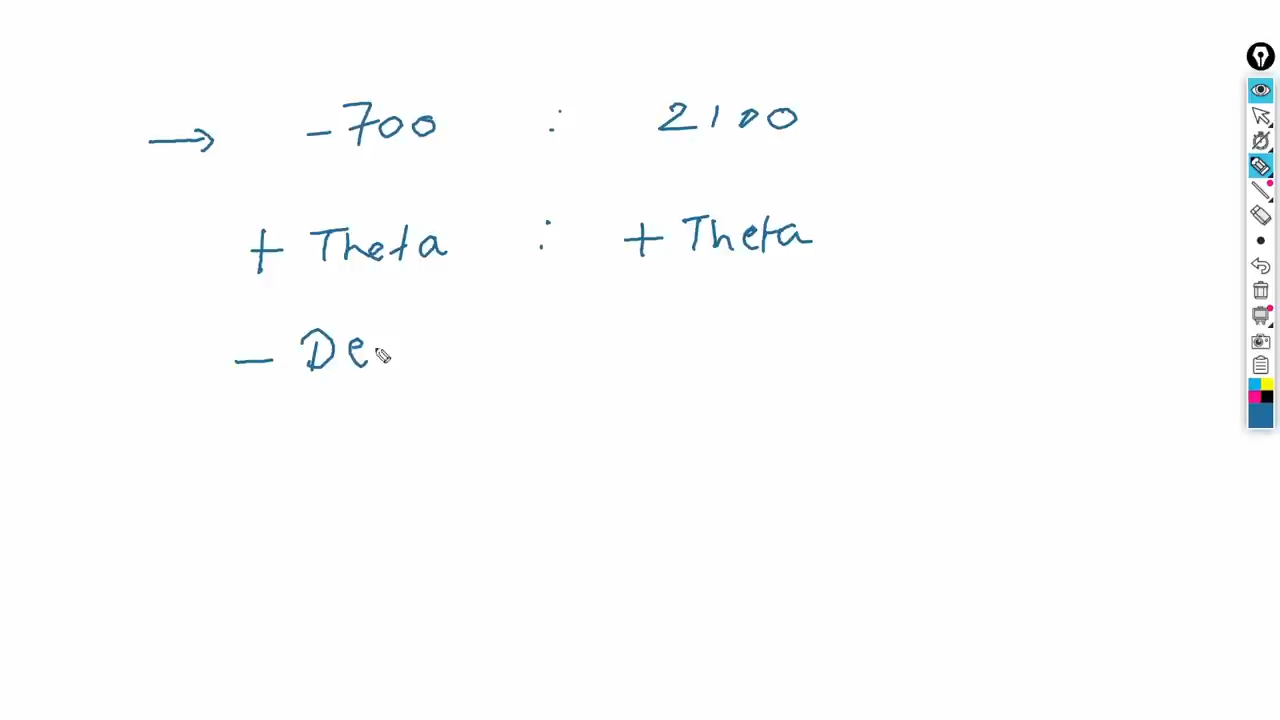 → -700 : 2100
+ Theta : + Theta
- De